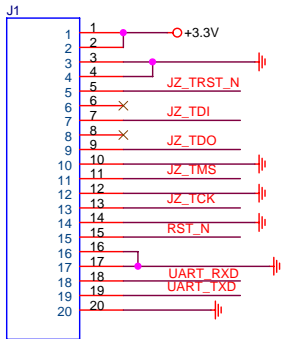 J1
1 1 +3.3V
2 2
3 3
4 4
5 5 JZ_TRST_N
6 6
7 7 JZ_TDI
8 8
9 9 JZ_TDO
10 10
11 11 JZ_TMS
12 12
13 13 JZ_TCK
14 14
15 15 RST_N
16 16
17 17
18 18 UART_RXD
19 19 UART_TXD
20 20